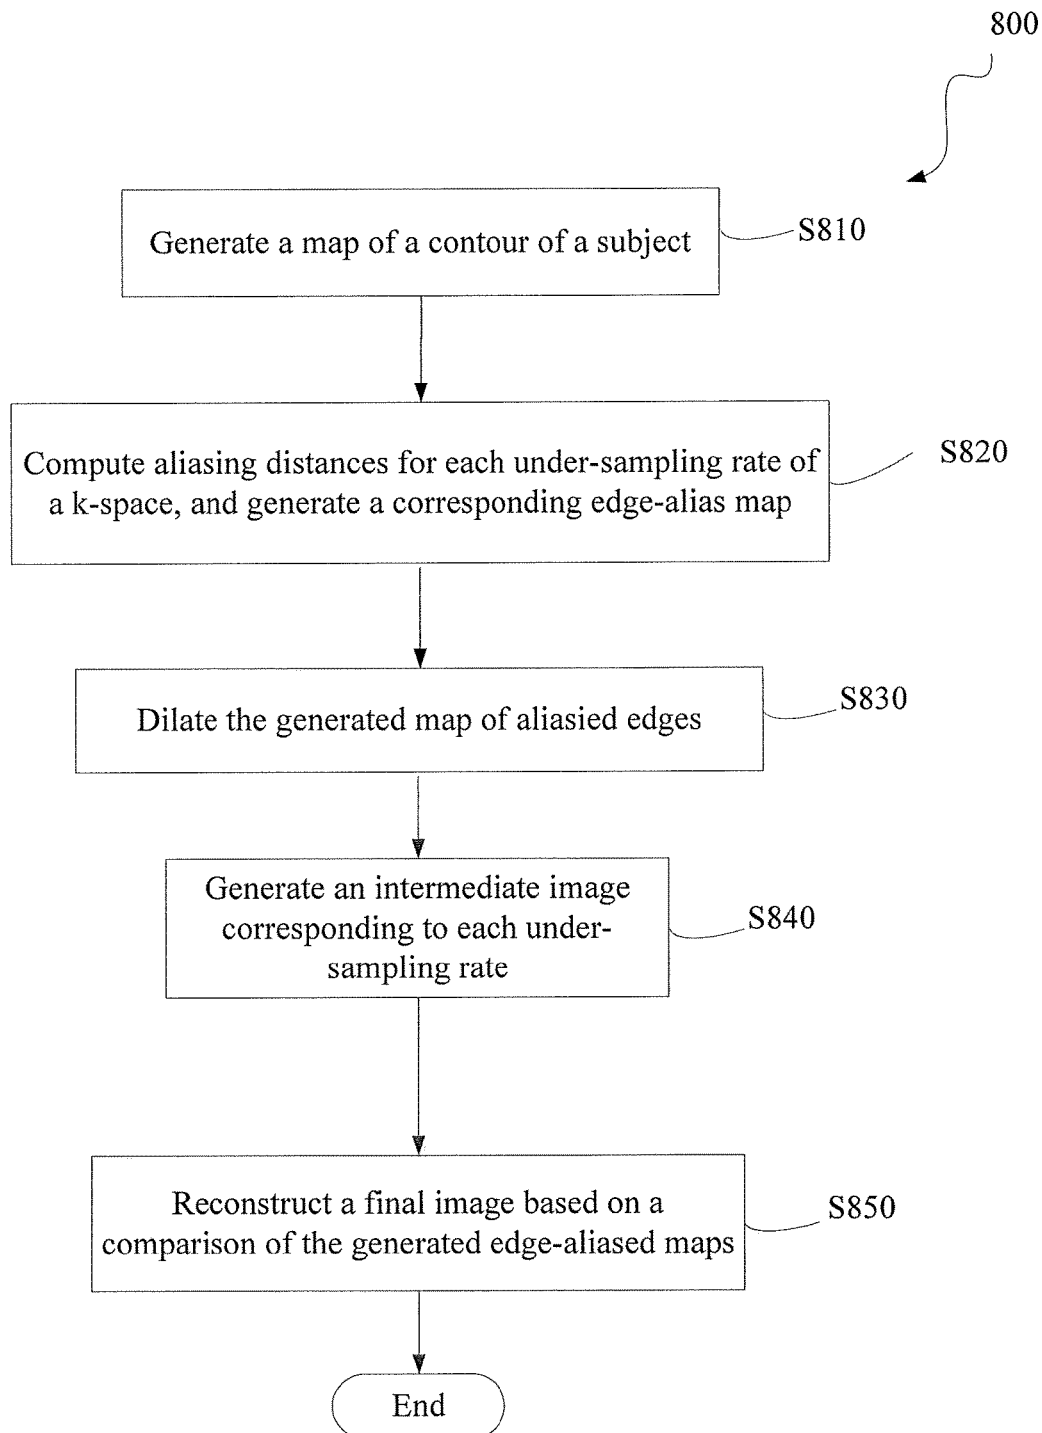 800
Generate a map of a contour of a subject
S810
Compute aliasing distances for each under-sampling rate of
a k-space, and generate a corresponding edge-alias map
S820
Dilate the generated map of aliasied edges
S830
Generate an intermediate image
corresponding to each under-
sampling rate
S840
Reconstruct a final image based on a
comparison of the generated edge-aliased maps
S850
End